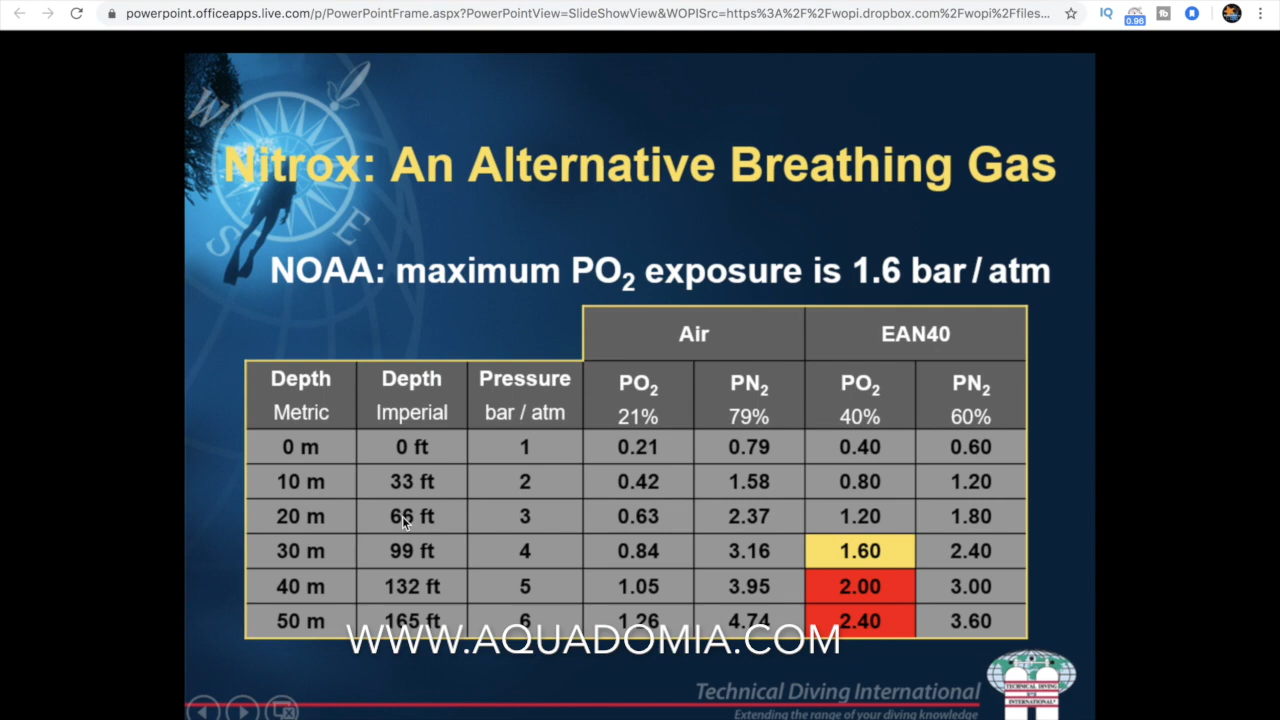 powerpoint.officeapps.live.com/p/PowerPointFrame.aspx?PowerPointView=SlideShowView&WOPISrc=https%3A%2F%2Fwopi.dropbox.com%2Fwopi%2Ffiles...
IQ
0.96
tb
W
S
E
Nitrox: An Alternative Breathing Gas
NOAA: maximum PO₂ exposure is 1.6 bar / atm
Air EAN40
Depth Depth Pressure PO₂ PN₂ PO₂ PN₂
Metric Imperial bar / atm 21% 79% 40% 60%
0 m 0 ft 1 0.21 0.79 0.40 0.60
10 m 33 ft 2 0.42 1.58 0.80 1.20
20 m 66 ft 3 0.63 2.37 1.20 1.80
30 m 99 ft 4 0.84 3.16 1.60 2.40
40 m 132 ft 5 1.05 3.95 2.00 3.00
50 m 165 ft 6 1.26 4.74 2.40 3.60
WWW.AQUADOMIA.COM
Technical Diving International
Extending the range of your diving knowledge
TECHNICAL DIVING
INTERNATIONAL